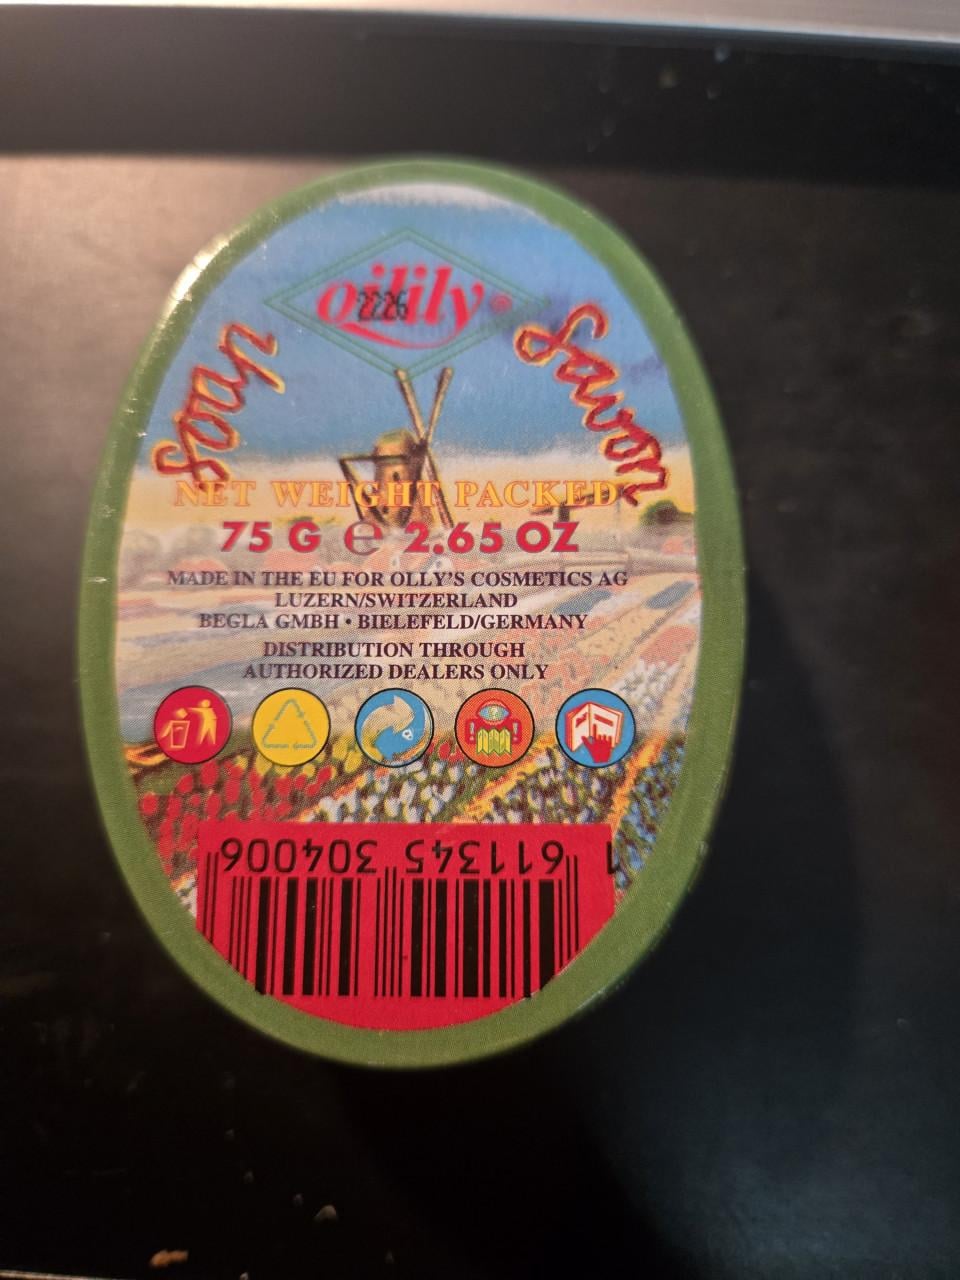 Oilily®
2226
Soap
Savon
NET WEIGHT PACKED
75 G ℮ 2.65 OZ
MADE IN THE EU FOR OLLY'S COSMETICS AG
LUZERN/SWITZERLAND
BEGLA GMBH • BIELEFELD/GERMANY
DISTRIBUTION THROUGH
AUTHORIZED DEALERS ONLY
1 611345 304006